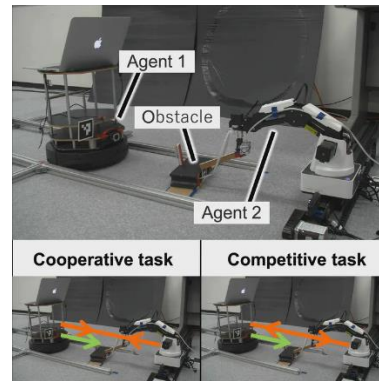 Agent 1
Obstacle
Agent 2
Cooperative task
Competitive task